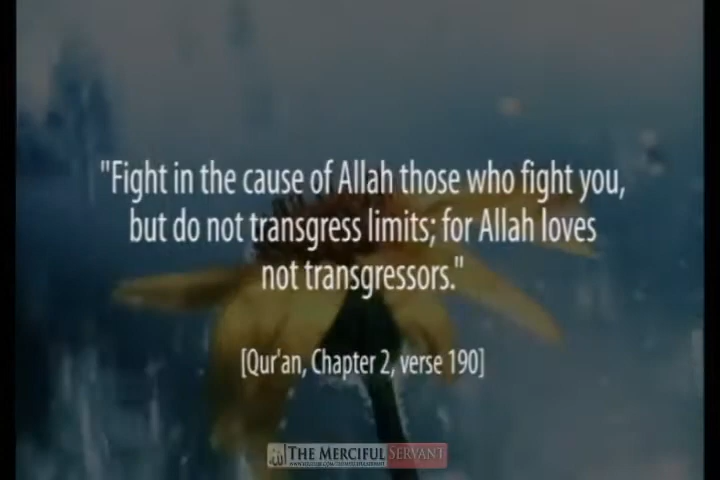 "Fight in the cause of Allah those who fight you,
but do not transgress limits; for Allah loves
not transgressors."
[Qur'an, Chapter 2, verse 190]
THE MERCIFUL SERVANT